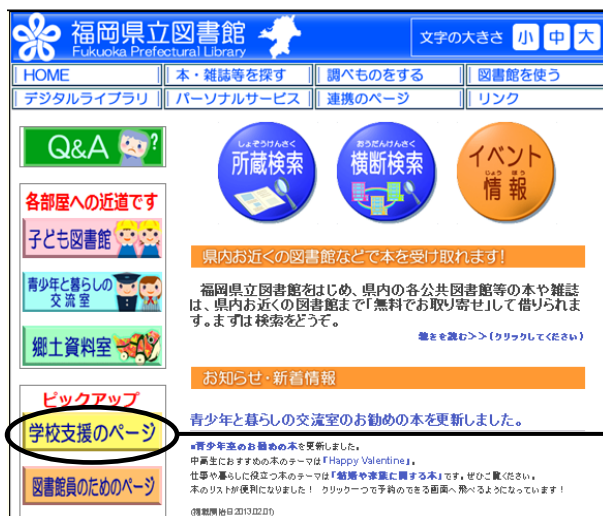 福岡県立図書館
Fukuoka Prefectural Library
文字の大きさ 小 中 大
HOME
本・雑誌等を探す
調べものをする
図書館を使う
デジタルライブラリ
パーソナルサービス
連携のページ
リンク
Q&A
?
しょぞうけんさく
所蔵検索
おうだんけんさく
横断検索
イベント
じょうほう
情報
各部屋への近道です
子ども図書館
青少年と暮らしの
交流室
郷土資料室
ピックアップ
学校支援のページ
図書館員のためのページ
県内お近くの図書館などで本を受け取れます!
福岡県立図書館をはじめ、県内の各公共図書館等の本や雑誌
は、県内お近くの図書館まで「無料でお取り寄せ」して借りられま
す。まずは検索をどうぞ。
続きを読む>>(クリックしてください)
お知らせ・新着情報
青少年と暮らしの交流室のお勧めの本を更新しました。
■青少年室のお勧めの本を更新しました。
中高生におすすめの本のテーマは「Happy Valentine」。
仕事や暮らしに役立つ本のテーマは「結婚や家族に関する本」です。ぜひご覧ください。
本のリストが便利になりました! クリック一つで予約のできる画面へ飛べるようになっています!
(掲載開始日2013.02.01)